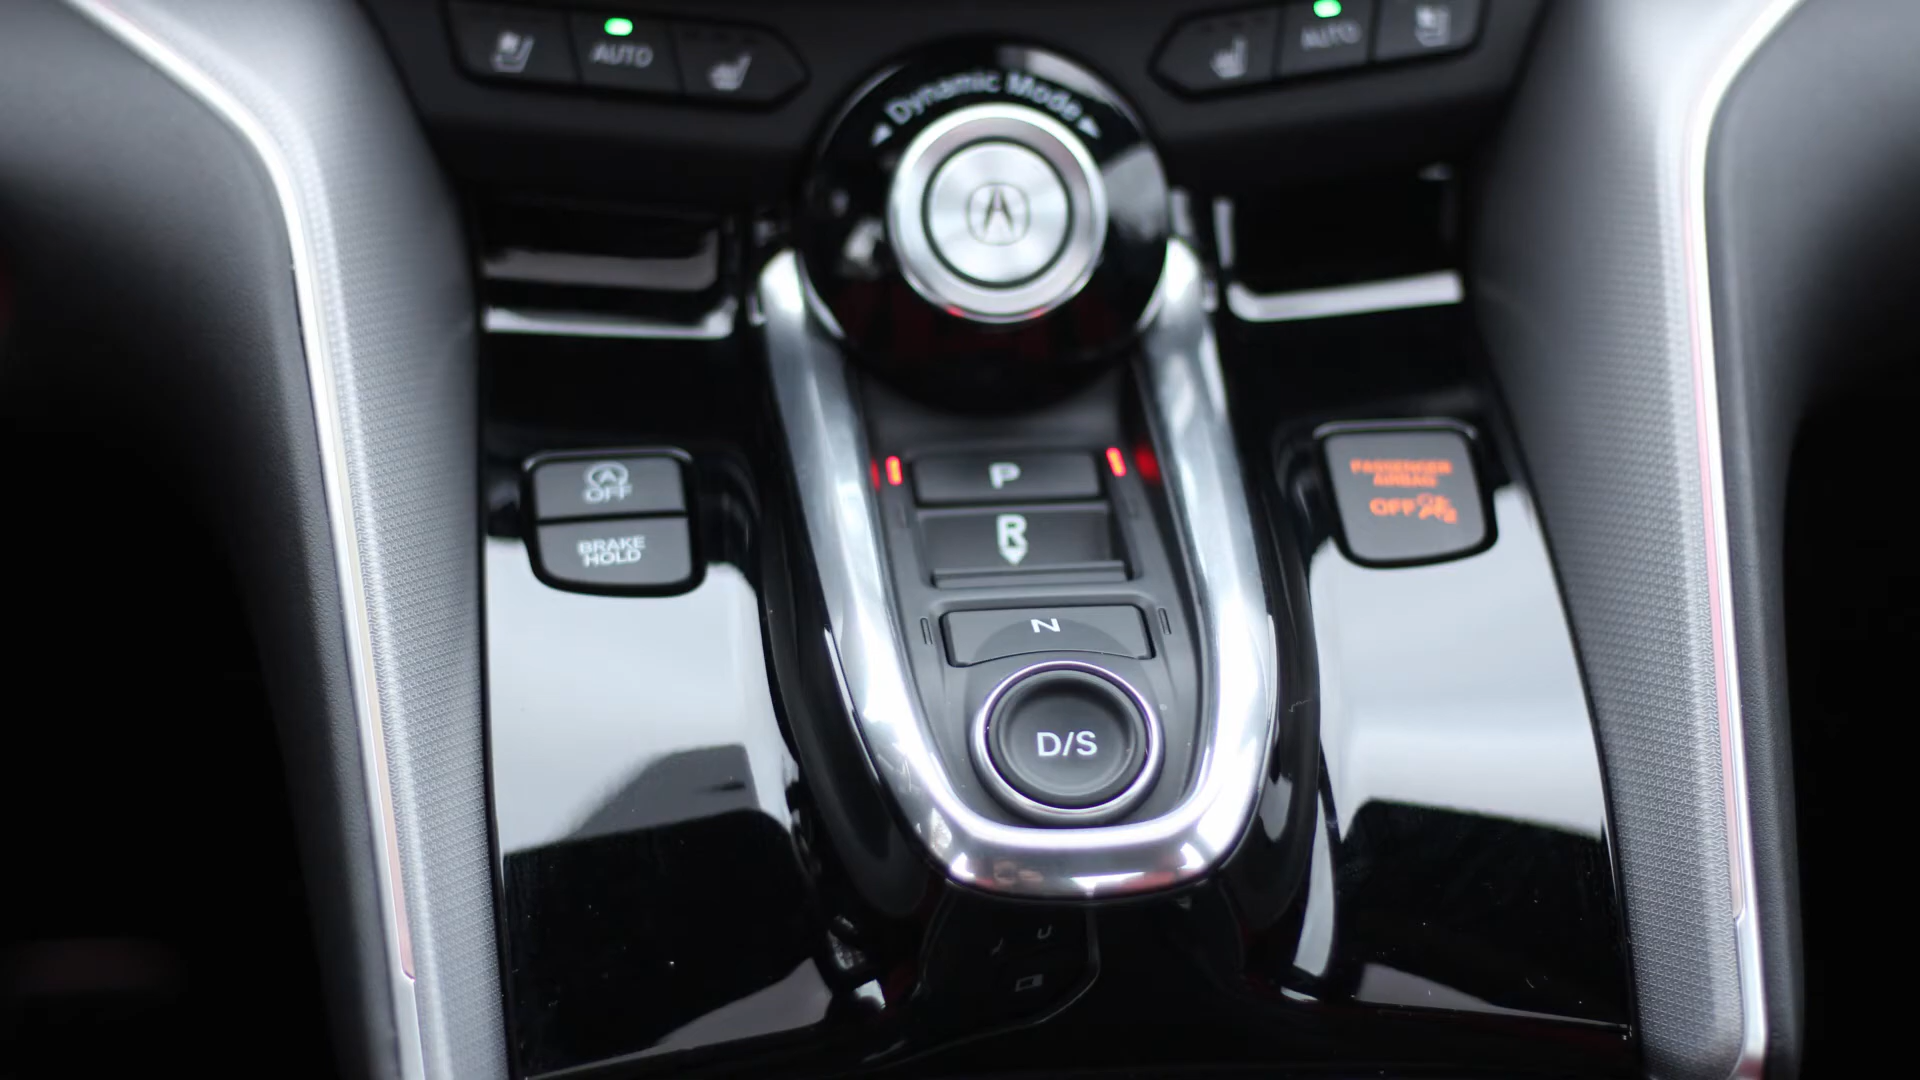 AUTO
AUTO
Dynamic Mode
P
OFF
R
BRAKE
HOLD
PASSENGER
AIRBAG
OFF
N
D/S